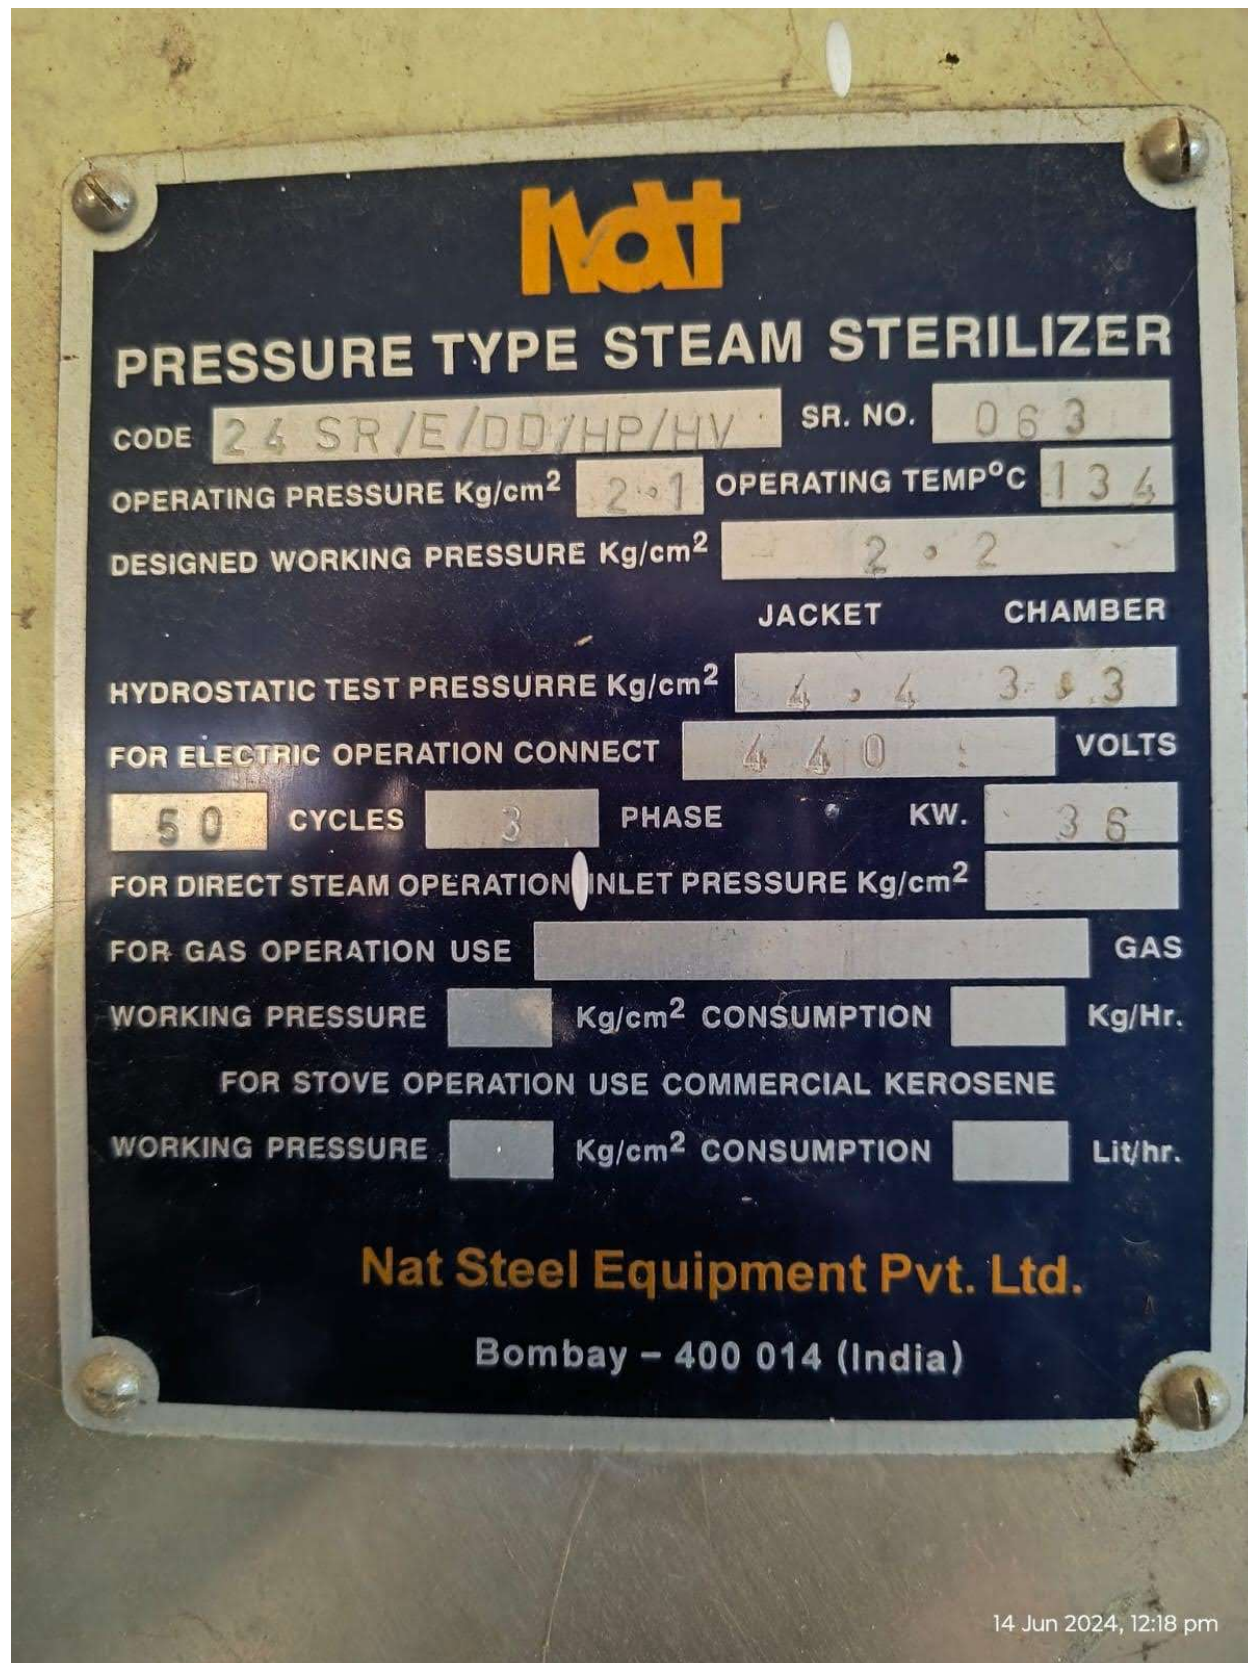 Nat
PRESSURE TYPE STEAM STERILIZER
CODE 24 SR/E/DD/HP/HV SR. NO. 063
OPERATING PRESSURE Kg/cm² 2.1 OPERATING TEMP°C 134
DESIGNED WORKING PRESSURE Kg/cm² 2.2
JACKET CHAMBER
HYDROSTATIC TEST PRESSURRE Kg/cm² 4.4 3.3
FOR ELECTRIC OPERATION CONNECT 440 VOLTS
50 CYCLES 3 PHASE KW. 36
FOR DIRECT STEAM OPERATION INLET PRESSURE Kg/cm²
FOR GAS OPERATION USE GAS
WORKING PRESSURE Kg/cm² CONSUMPTION Kg/Hr.
FOR STOVE OPERATION USE COMMERCIAL KEROSENE
WORKING PRESSURE Kg/cm² CONSUMPTION Lit/hr.
Nat Steel Equipment Pvt. Ltd.
Bombay – 400 014 (India)
14 Jun 2024, 12:18 pm